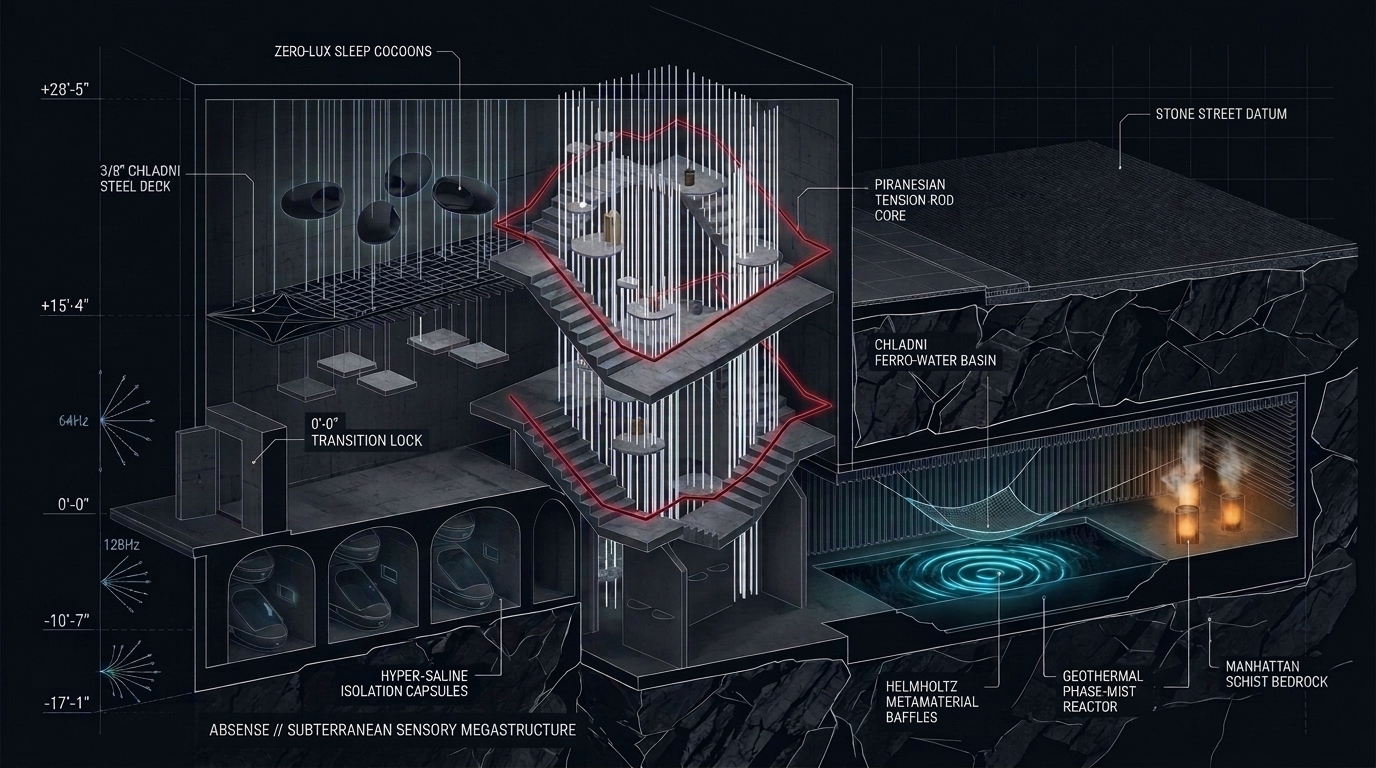 ZERO-LUX SLEEP COCOONS
+28'-5"
STONE STREET DATUM
3/8" CHLADNI
STEEL DECK
PIRANESIAN
TENSION ROD
CORE
+15'-4"
CHLADNI
FERRO-WATER BASIN
64Hz
0'-0"
TRANSITION LOCK
0'-0"
128Hz
-10'-7"
HYPER-SALINE
ISOLATION CAPSULES
HELMHOLTZ
METAMATERIAL
BAFFLES
GEOTHERMAL
PHASE-MIST
REACTOR
MANHATTAN
SCHIST BEDROCK
-17'-1"
ABSENSE // SUBTERRANEAN SENSORY MEGASTRUCTURE